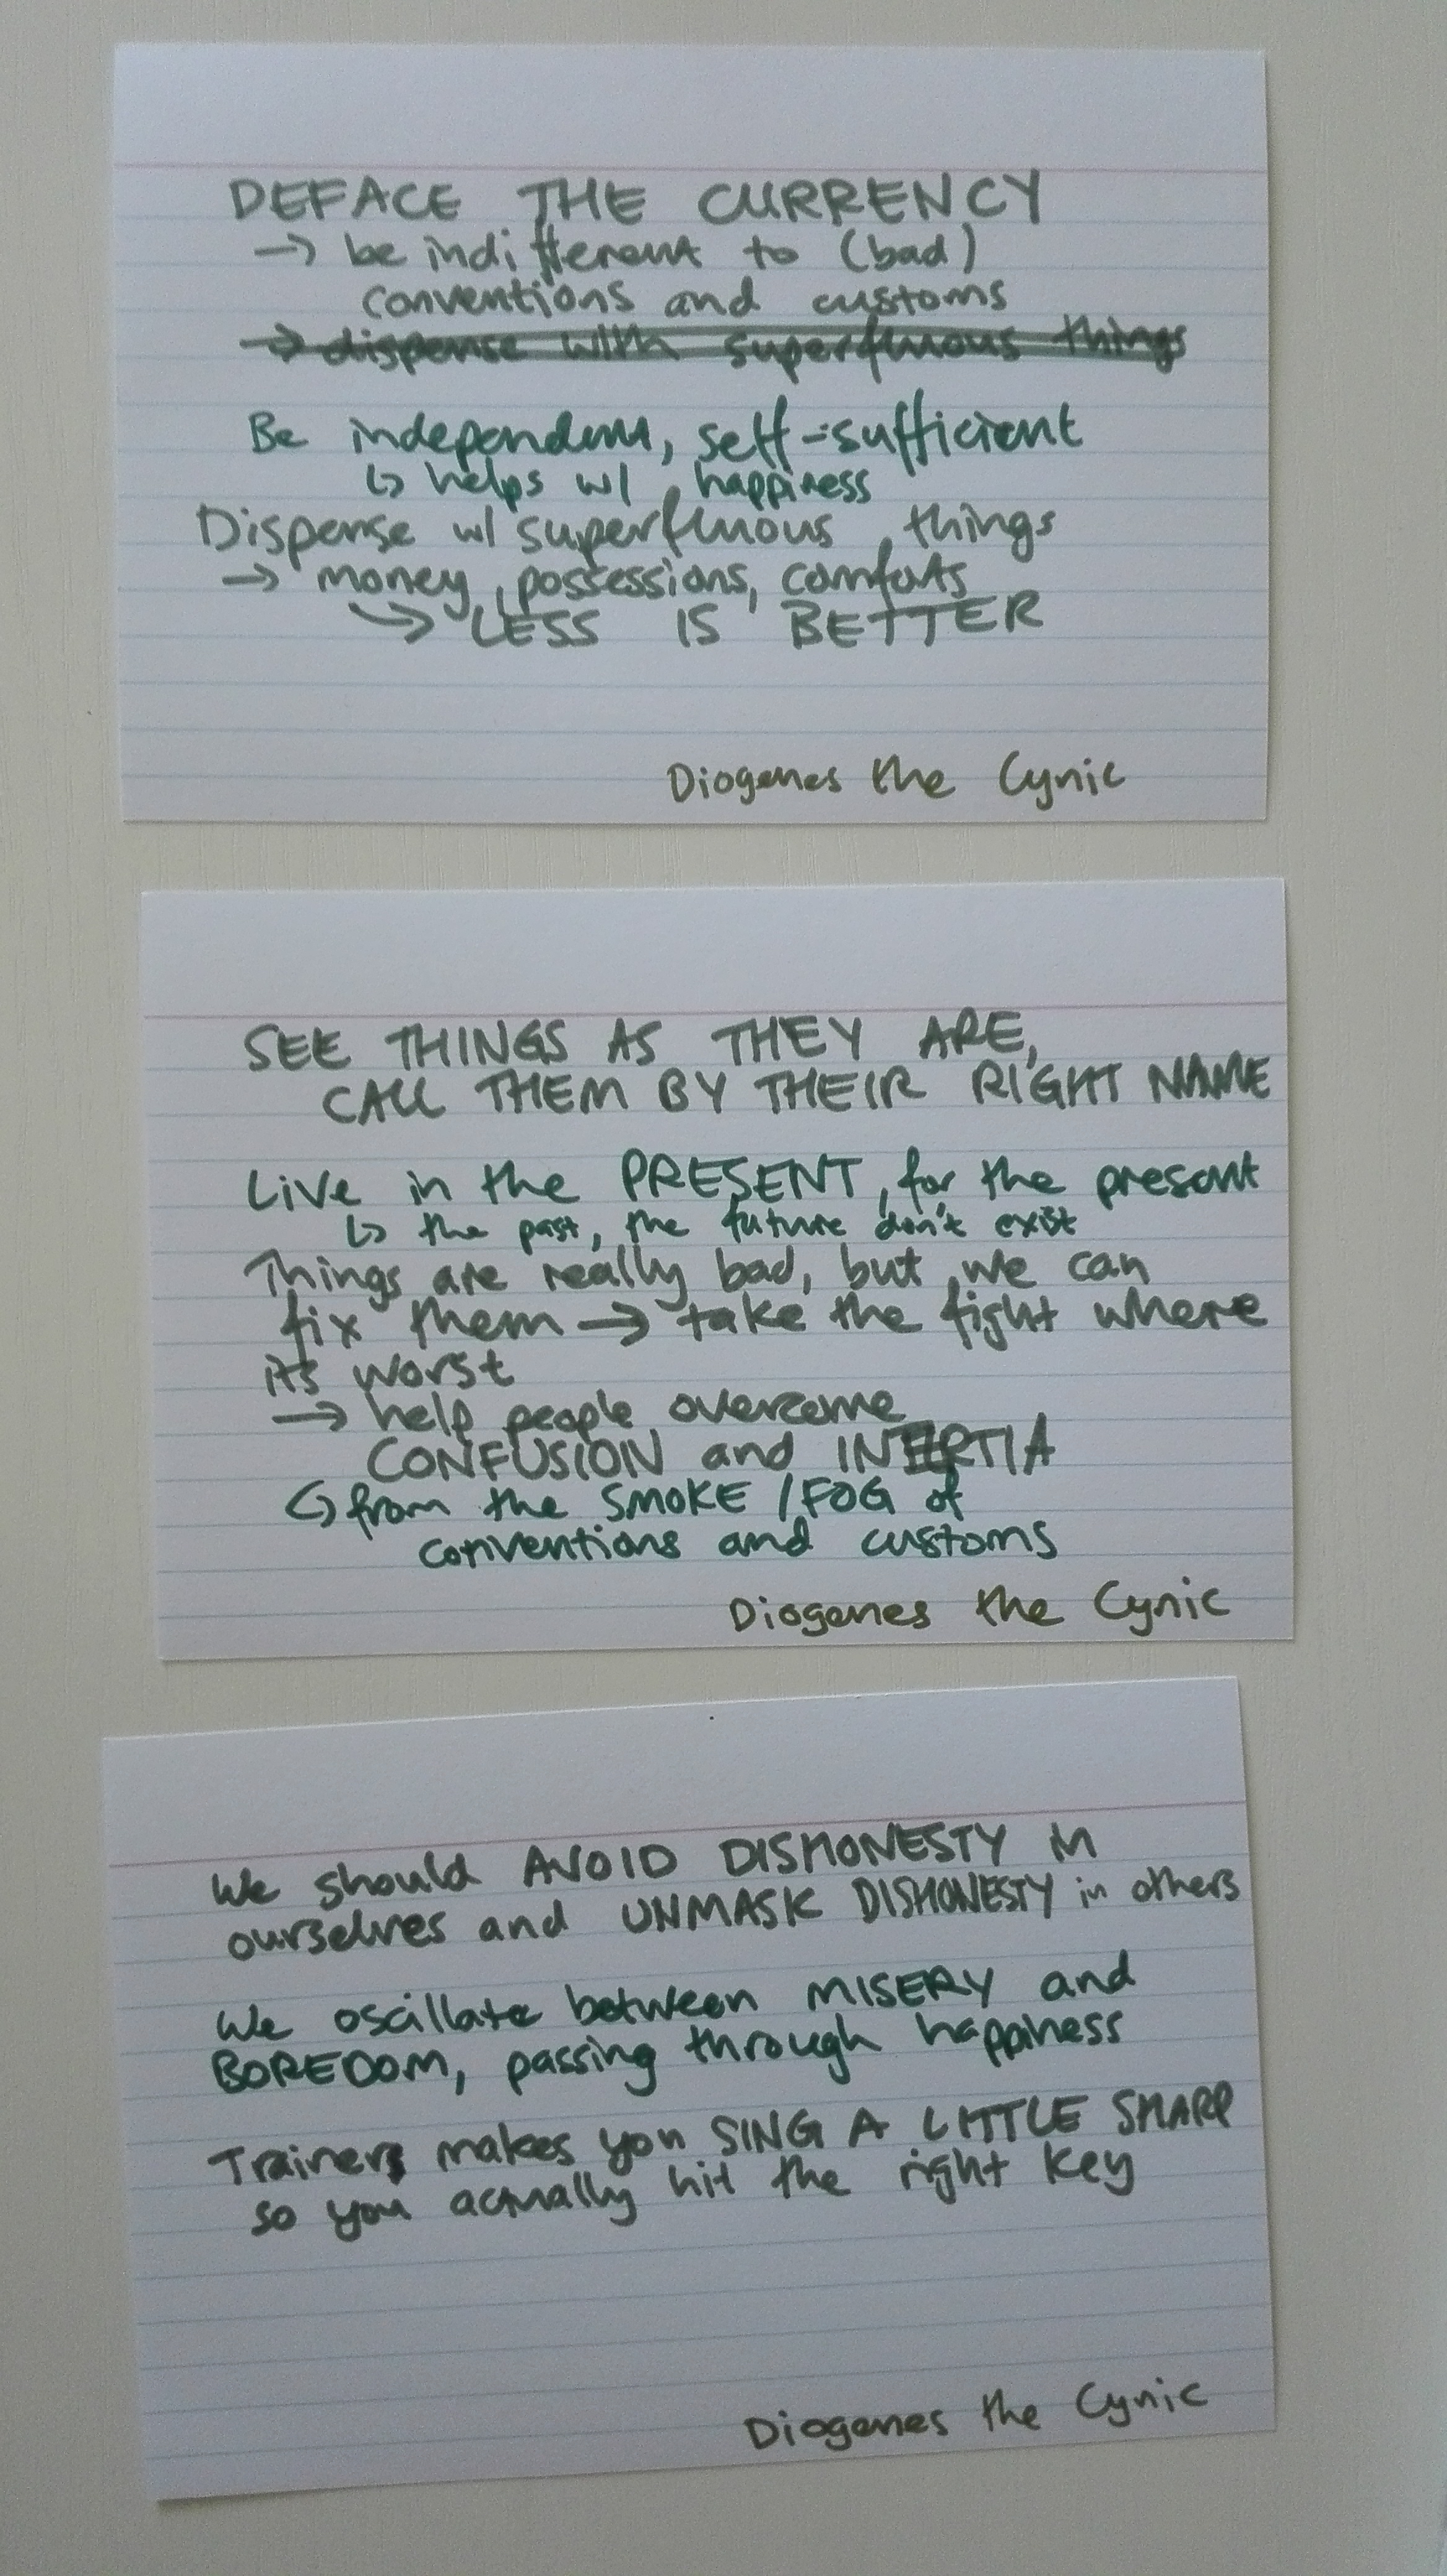 DEFACE THE CURRENCY
→ be indifferent to (bad)
conventions and customs
→ dispense with superfluous things
Be independent, self-sufficient
↳ helps w/ happiness
Dispense w/ superfluous things
→ money, possessions, comforts
→ LESS IS BETTER
Diogenes the Cynic
SEE THINGS AS THEY ARE,
CALL THEM BY THEIR RIGHT NAME
Live in the PRESENT, for the present
↳ the past, the future don't exist
Things are really bad, but we can
fix them → take the fight where
its worst
→ help people overcome
CONFUSION and INERTIA
↳ from the SMOKE / FOG of
conventions and customs
Diogenes the Cynic
We should AVOID DISHONESTY in
ourselves and UNMASK DISHONESTY in others
We oscillate between MISERY and
BOREDOM, passing through happiness
Trainers makes you SING A LITTLE SHARP
so you actually hit the right key
Diogenes the Cynic